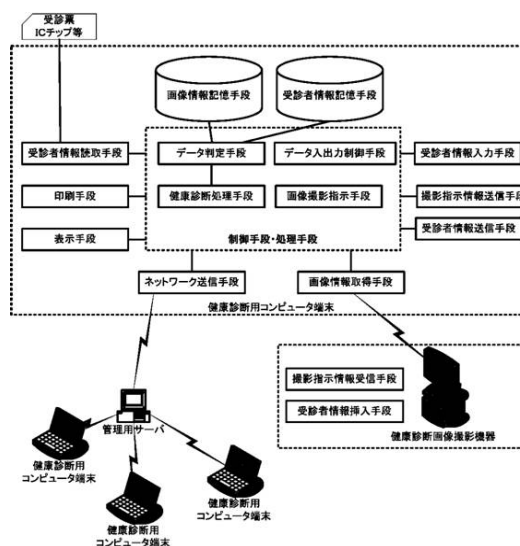 受診票
ICチップ等
画像情報記憶手段
受診者情報記憶手段
受診者情報読取手段
データ判定手段
データ入出力制御手段
受診者情報入力手段
印刷手段
健康診断処理手段
画像撮影指示手段
撮影指示情報送信手段
表示手段
制御手段・処理手段
受診者情報送信手段
ネットワーク送信手段
画像情報取得手段
健康診断用コンピュータ端末
撮影指示情報受信手段
受診者情報挿入手段
健康診断画像撮影機器
管理用サーバ
健康診断用
コンピュータ端末
健康診断用
コンピュータ端末
健康診断用
コンピュータ端末